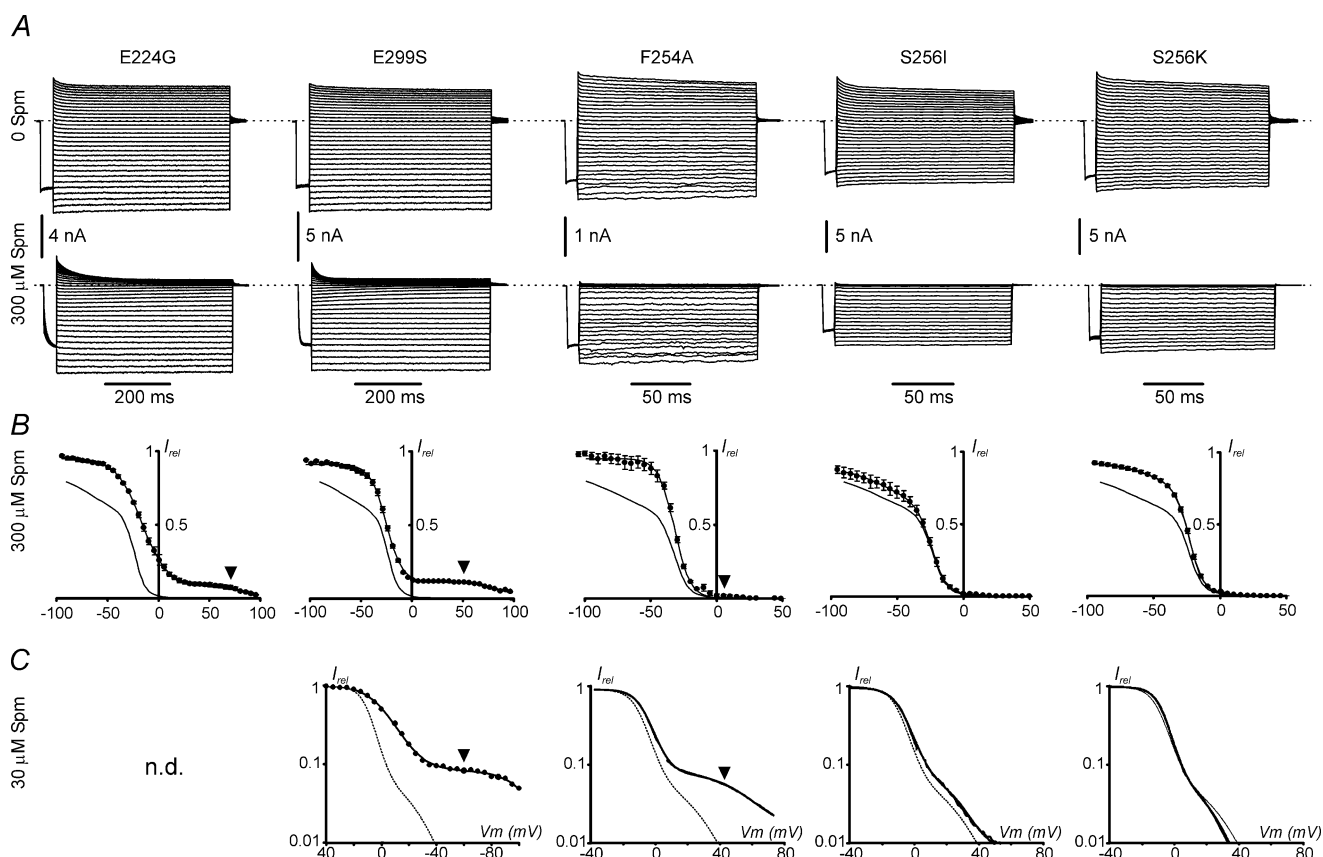 A
E224G E299S F254A S256I S256K
0 Spm
4 nA 5 nA 1 nA 5 nA 5 nA
300 µM Spm
200 ms 200 ms 50 ms 50 ms 50 ms
B
300 µM Spm
1 Irel 1 Irel 1 Irel 1 Irel 1 Irel
0.5 0.5 0.5 0.5 0.5
-100 -50 0 50 100 -100 -50 0 50 100 -100 -50 0 50 -100 -50 0 50 -100 -50 0 50
C
30 µM Spm
Irel Irel Irel Irel
1 1 1 1
n.d.
0.1 0.1 0.1 0.1
0.01 0.01 0.01 0.01
Vm (mV) Vm (mV) Vm (mV) Vm (mV)
40 0 -40 -80 -40 0 40 80 -40 0 40 80 -40 0 40 80